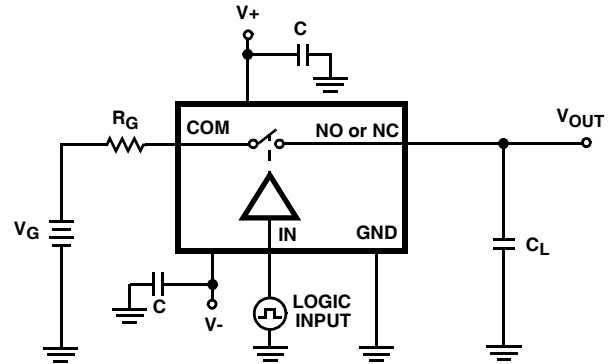 V+
C
RG
COM
NO or NC
VOUT
VG
IN
GND
CL
C
V-
LOGIC
INPUT